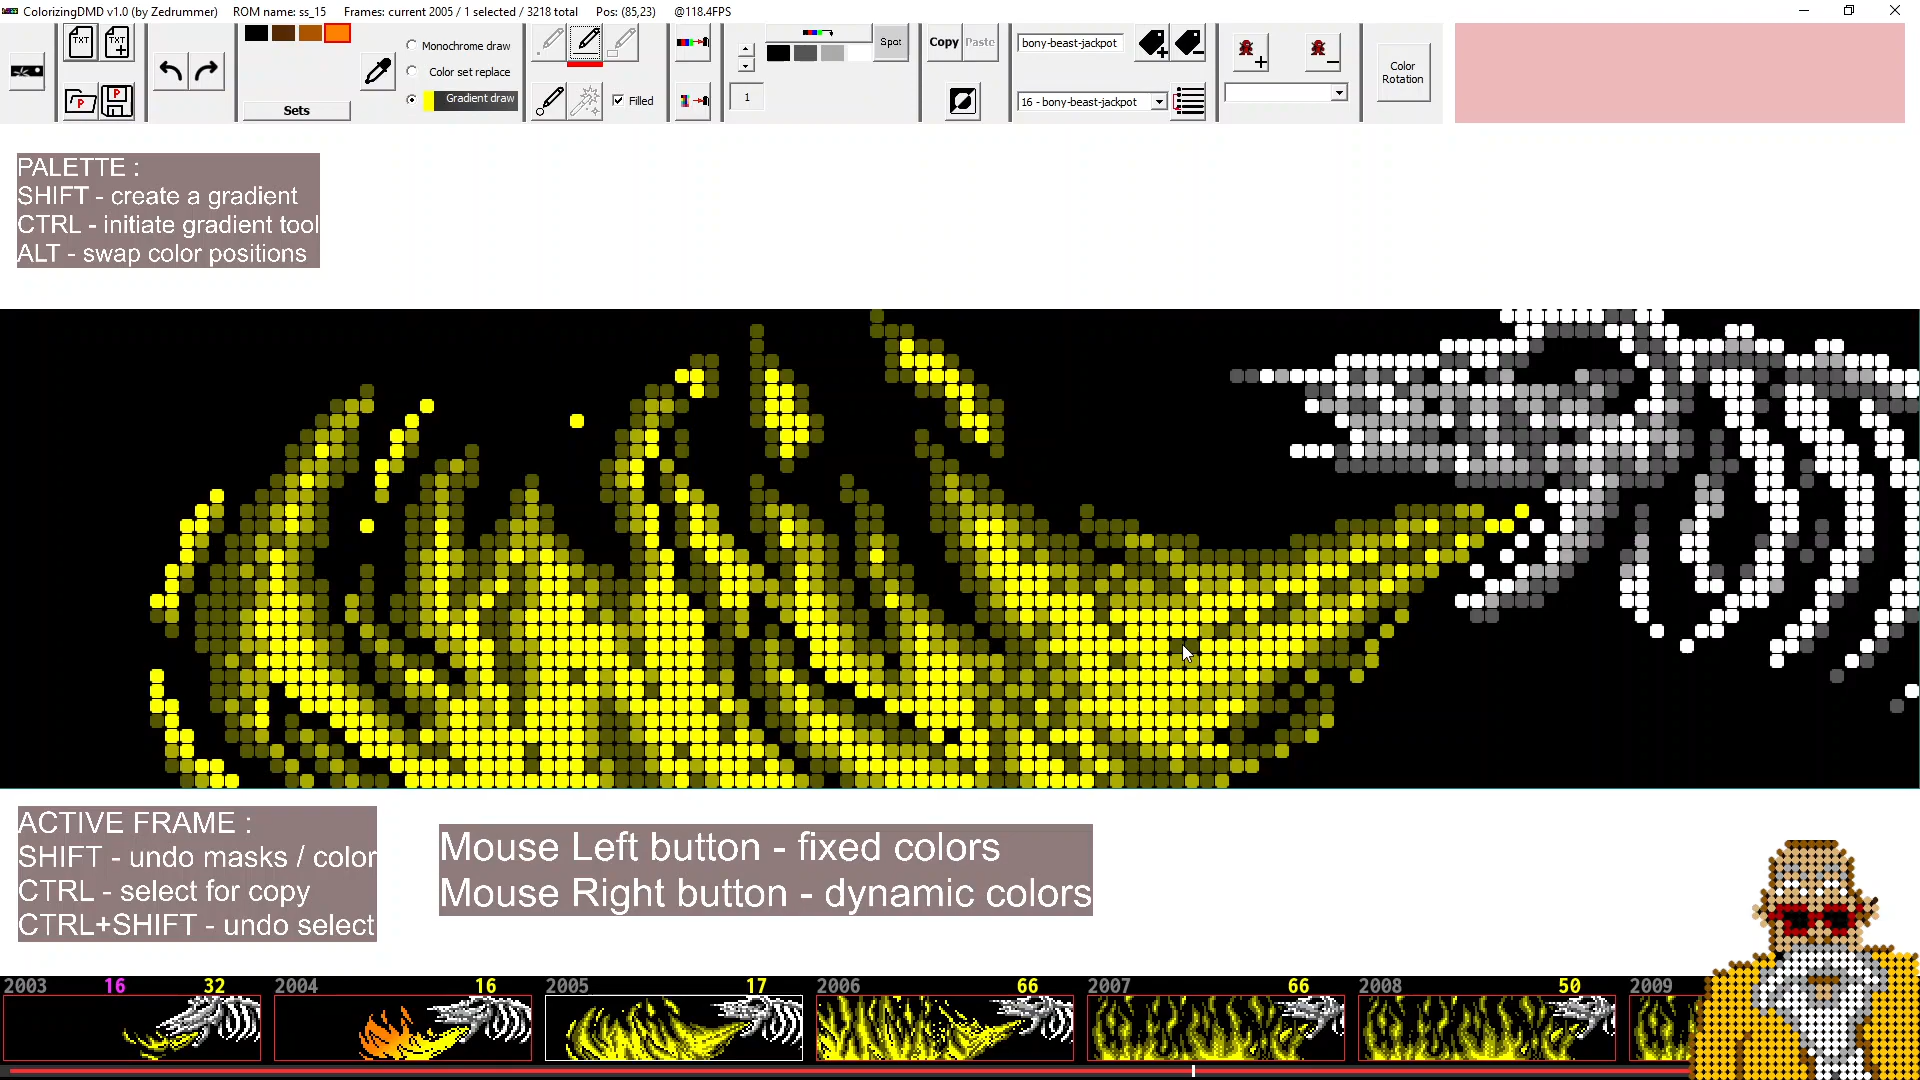 ColorizingDMD v1.0 (by Zedrummer) ROM name: ss_15 Frames: current 2005 / 1 selected / 3218 total Pos: (85,23) @118.4FPS
TXT TXT
Monochrome draw
Color set replace
Gradient draw
Sets
Filled
1
Spot
Copy Paste
bony-beast-jackpot
16 - bony-beast-jackpot
Color
Rotation
PALETTE :
SHIFT - create a gradient
CTRL - initiate gradient tool
ALT - swap color positions
ACTIVE FRAME :
SHIFT - undo masks / color
CTRL - select for copy
CTRL+SHIFT - undo select
Mouse Left button - fixed colors
Mouse Right button - dynamic colors
2003 16 32 2004 16 2005 17 2006 66 2007 66 2008 50 2009